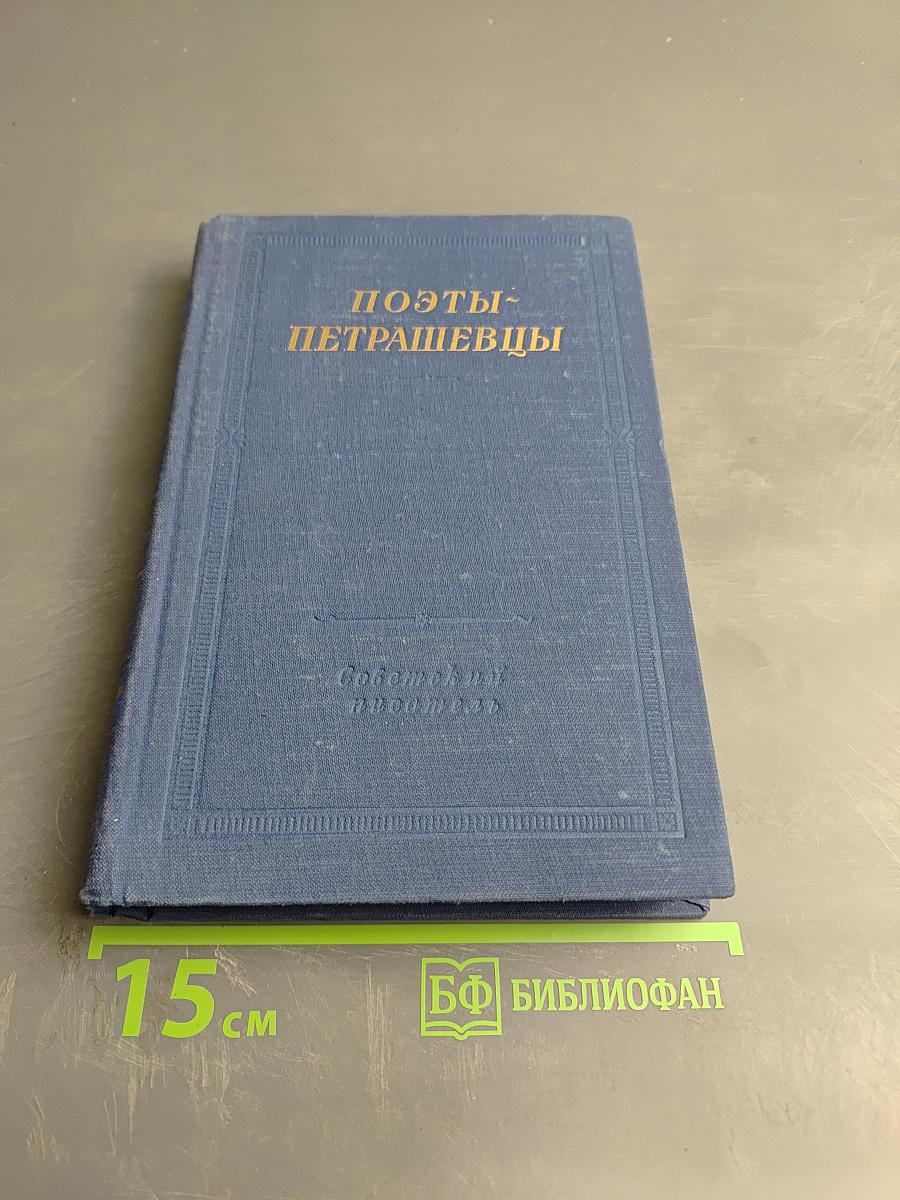 ПОЭТЫ-
ПЕТРАШЕВЦЫ
Советский
писатель
15 см
БФ БИБЛИОФАН